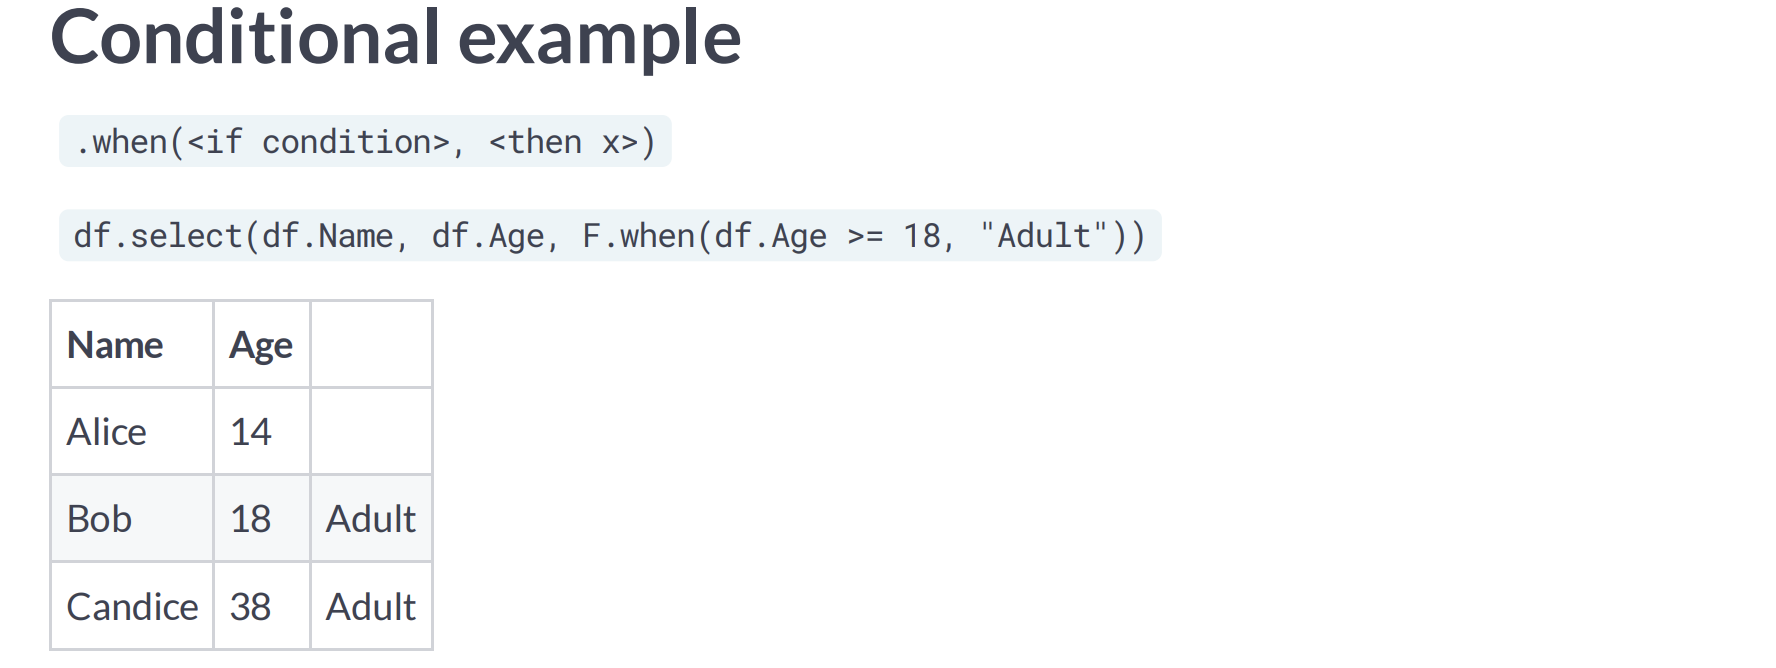 Conditional example
.when(<if condition>, <then x>)
df.select(df.Name, df.Age, F.when(df.Age >= 18, "Adult"))
Name Age
Alice 14
Bob 18 Adult
Candice 38 Adult